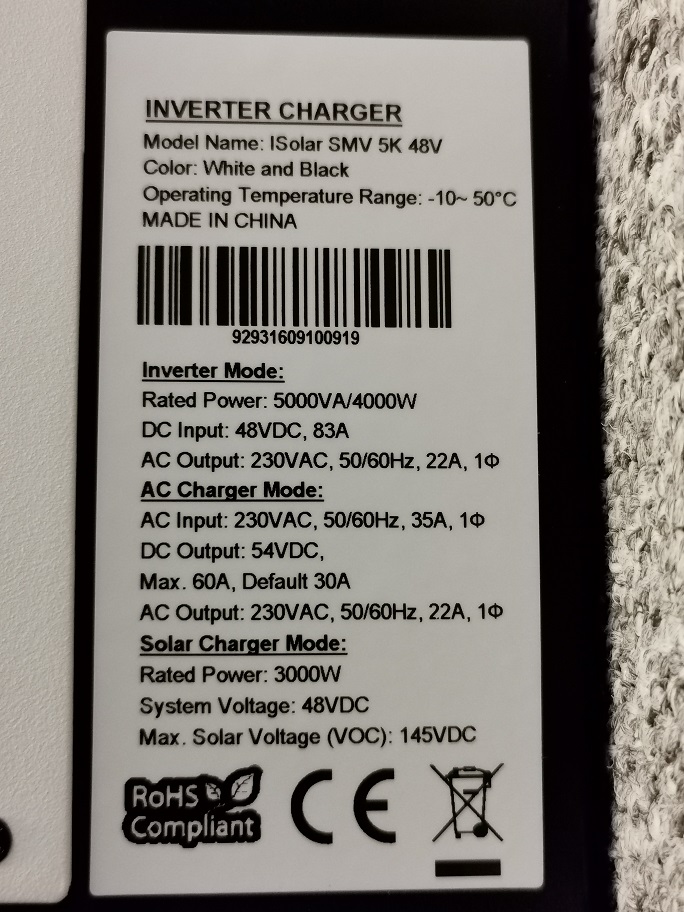 INVERTER CHARGER
Model Name: ISolar SMV 5K 48V
Color: White and Black
Operating Temperature Range: -10~ 50°C
MADE IN CHINA
92931609100919
Inverter Mode:
Rated Power: 5000VA/4000W
DC Input: 48VDC, 83A
AC Output: 230VAC, 50/60Hz, 22A, 1Φ
AC Charger Mode:
AC Input: 230VAC, 50/60Hz, 35A, 1Φ
DC Output: 54VDC,
Max. 60A, Default 30A
AC Output: 230VAC, 50/60Hz, 22A, 1Φ
Solar Charger Mode:
Rated Power: 3000W
System Voltage: 48VDC
Max. Solar Voltage (VOC): 145VDC
RoHS
Compliant
CE